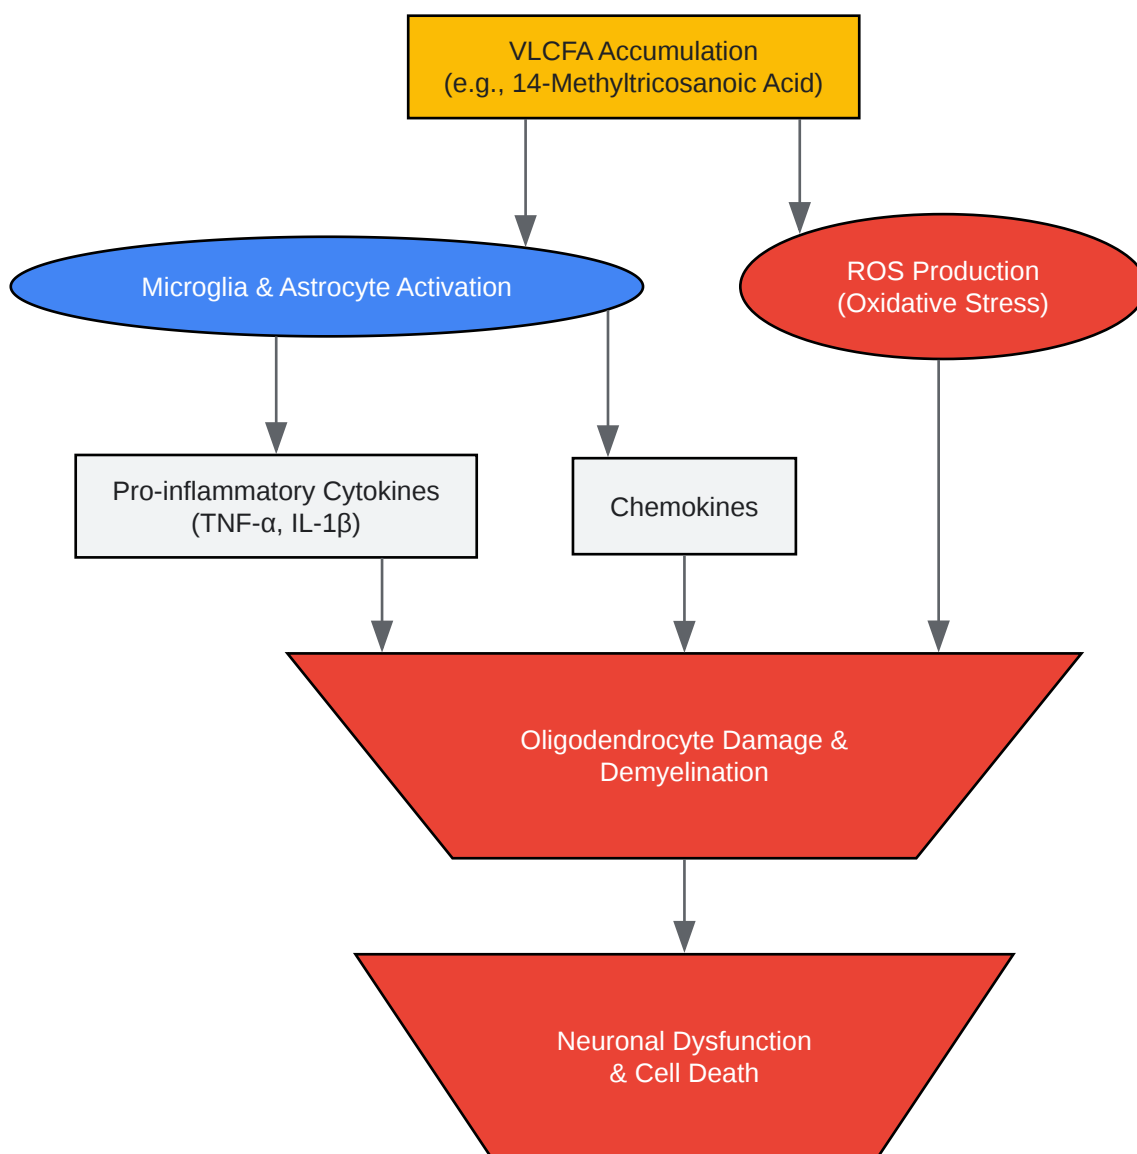 VLCFA Accumulation
(e.g., 14-Methyltricosanoic Acid)
Microglia & Astrocyte Activation
ROS Production
(Oxidative Stress)
Pro-inflammatory Cytokines
(TNF-α, IL-1β)
Chemokines
Oligodendrocyte Damage &
Demyelination
Neuronal Dysfunction
& Cell Death